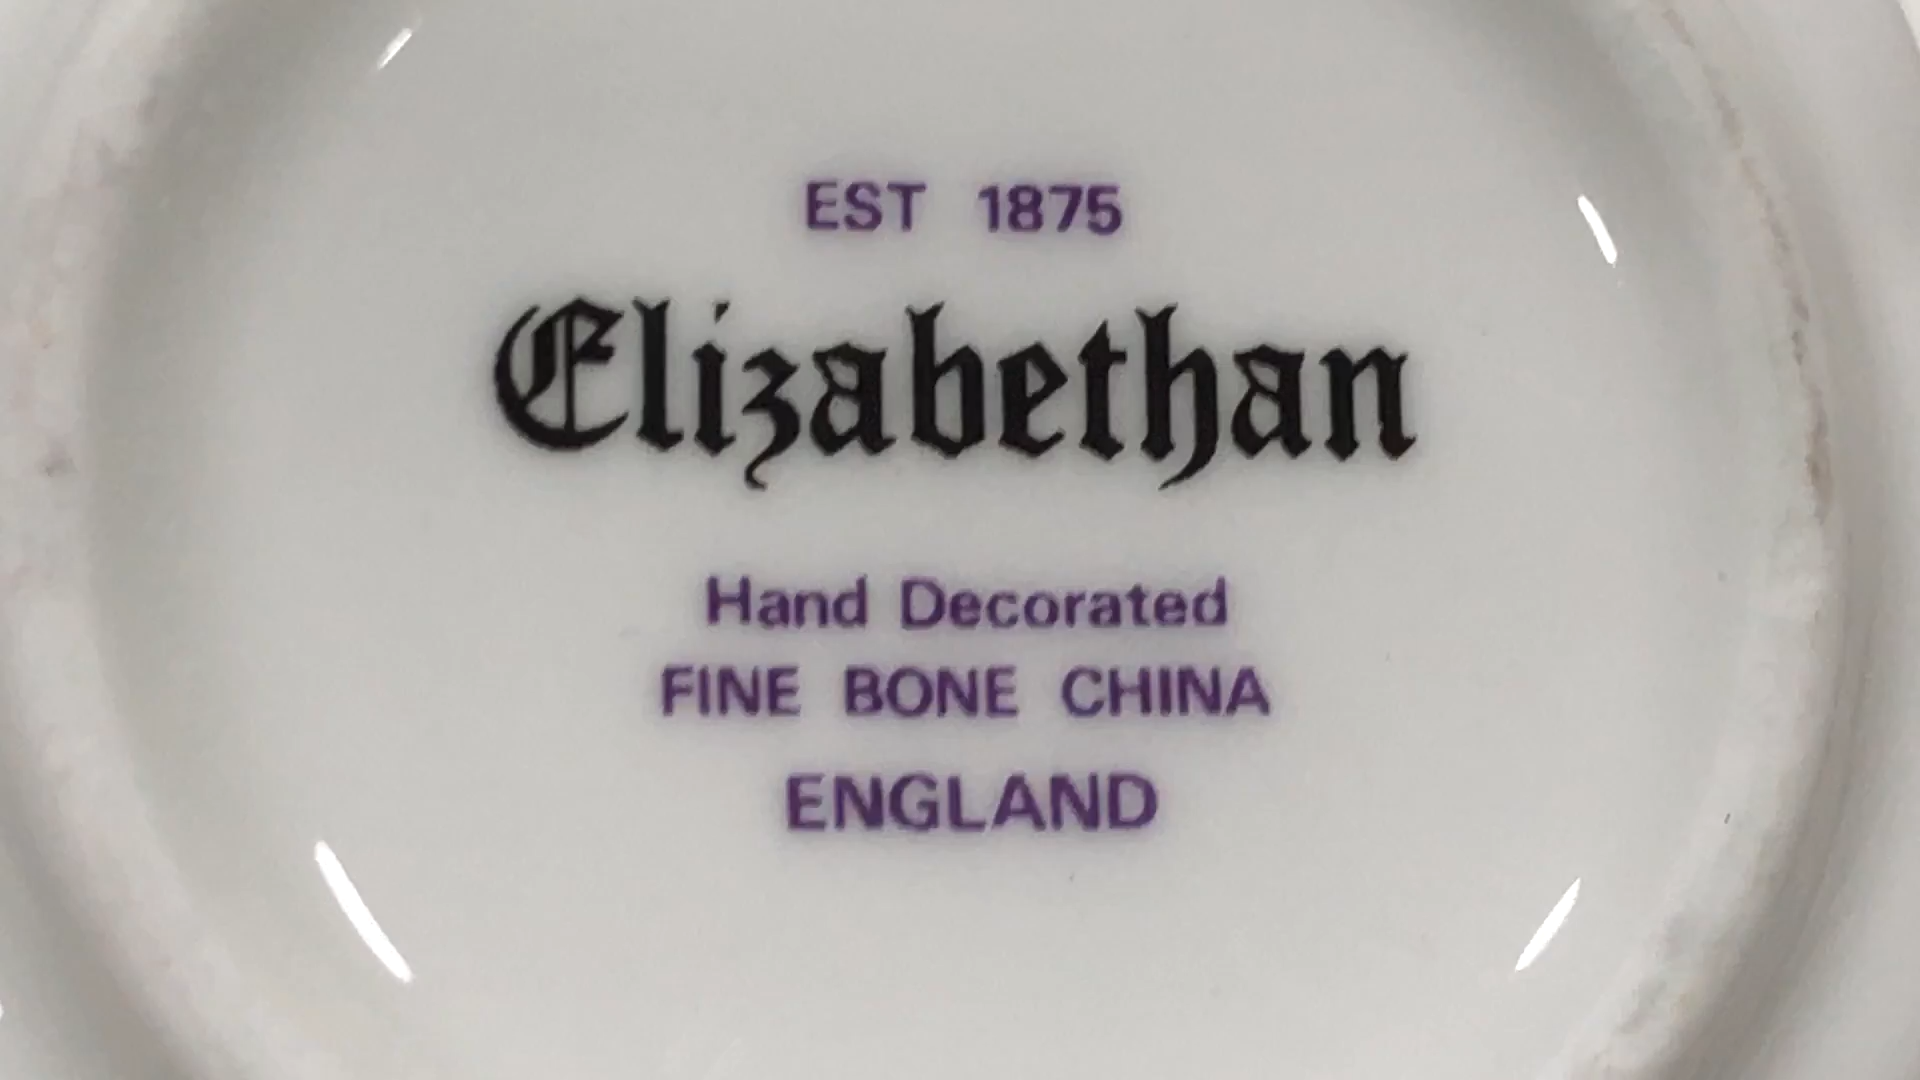 EST 1875
Elizabethan
Hand Decorated
FINE BONE CHINA
ENGLAND